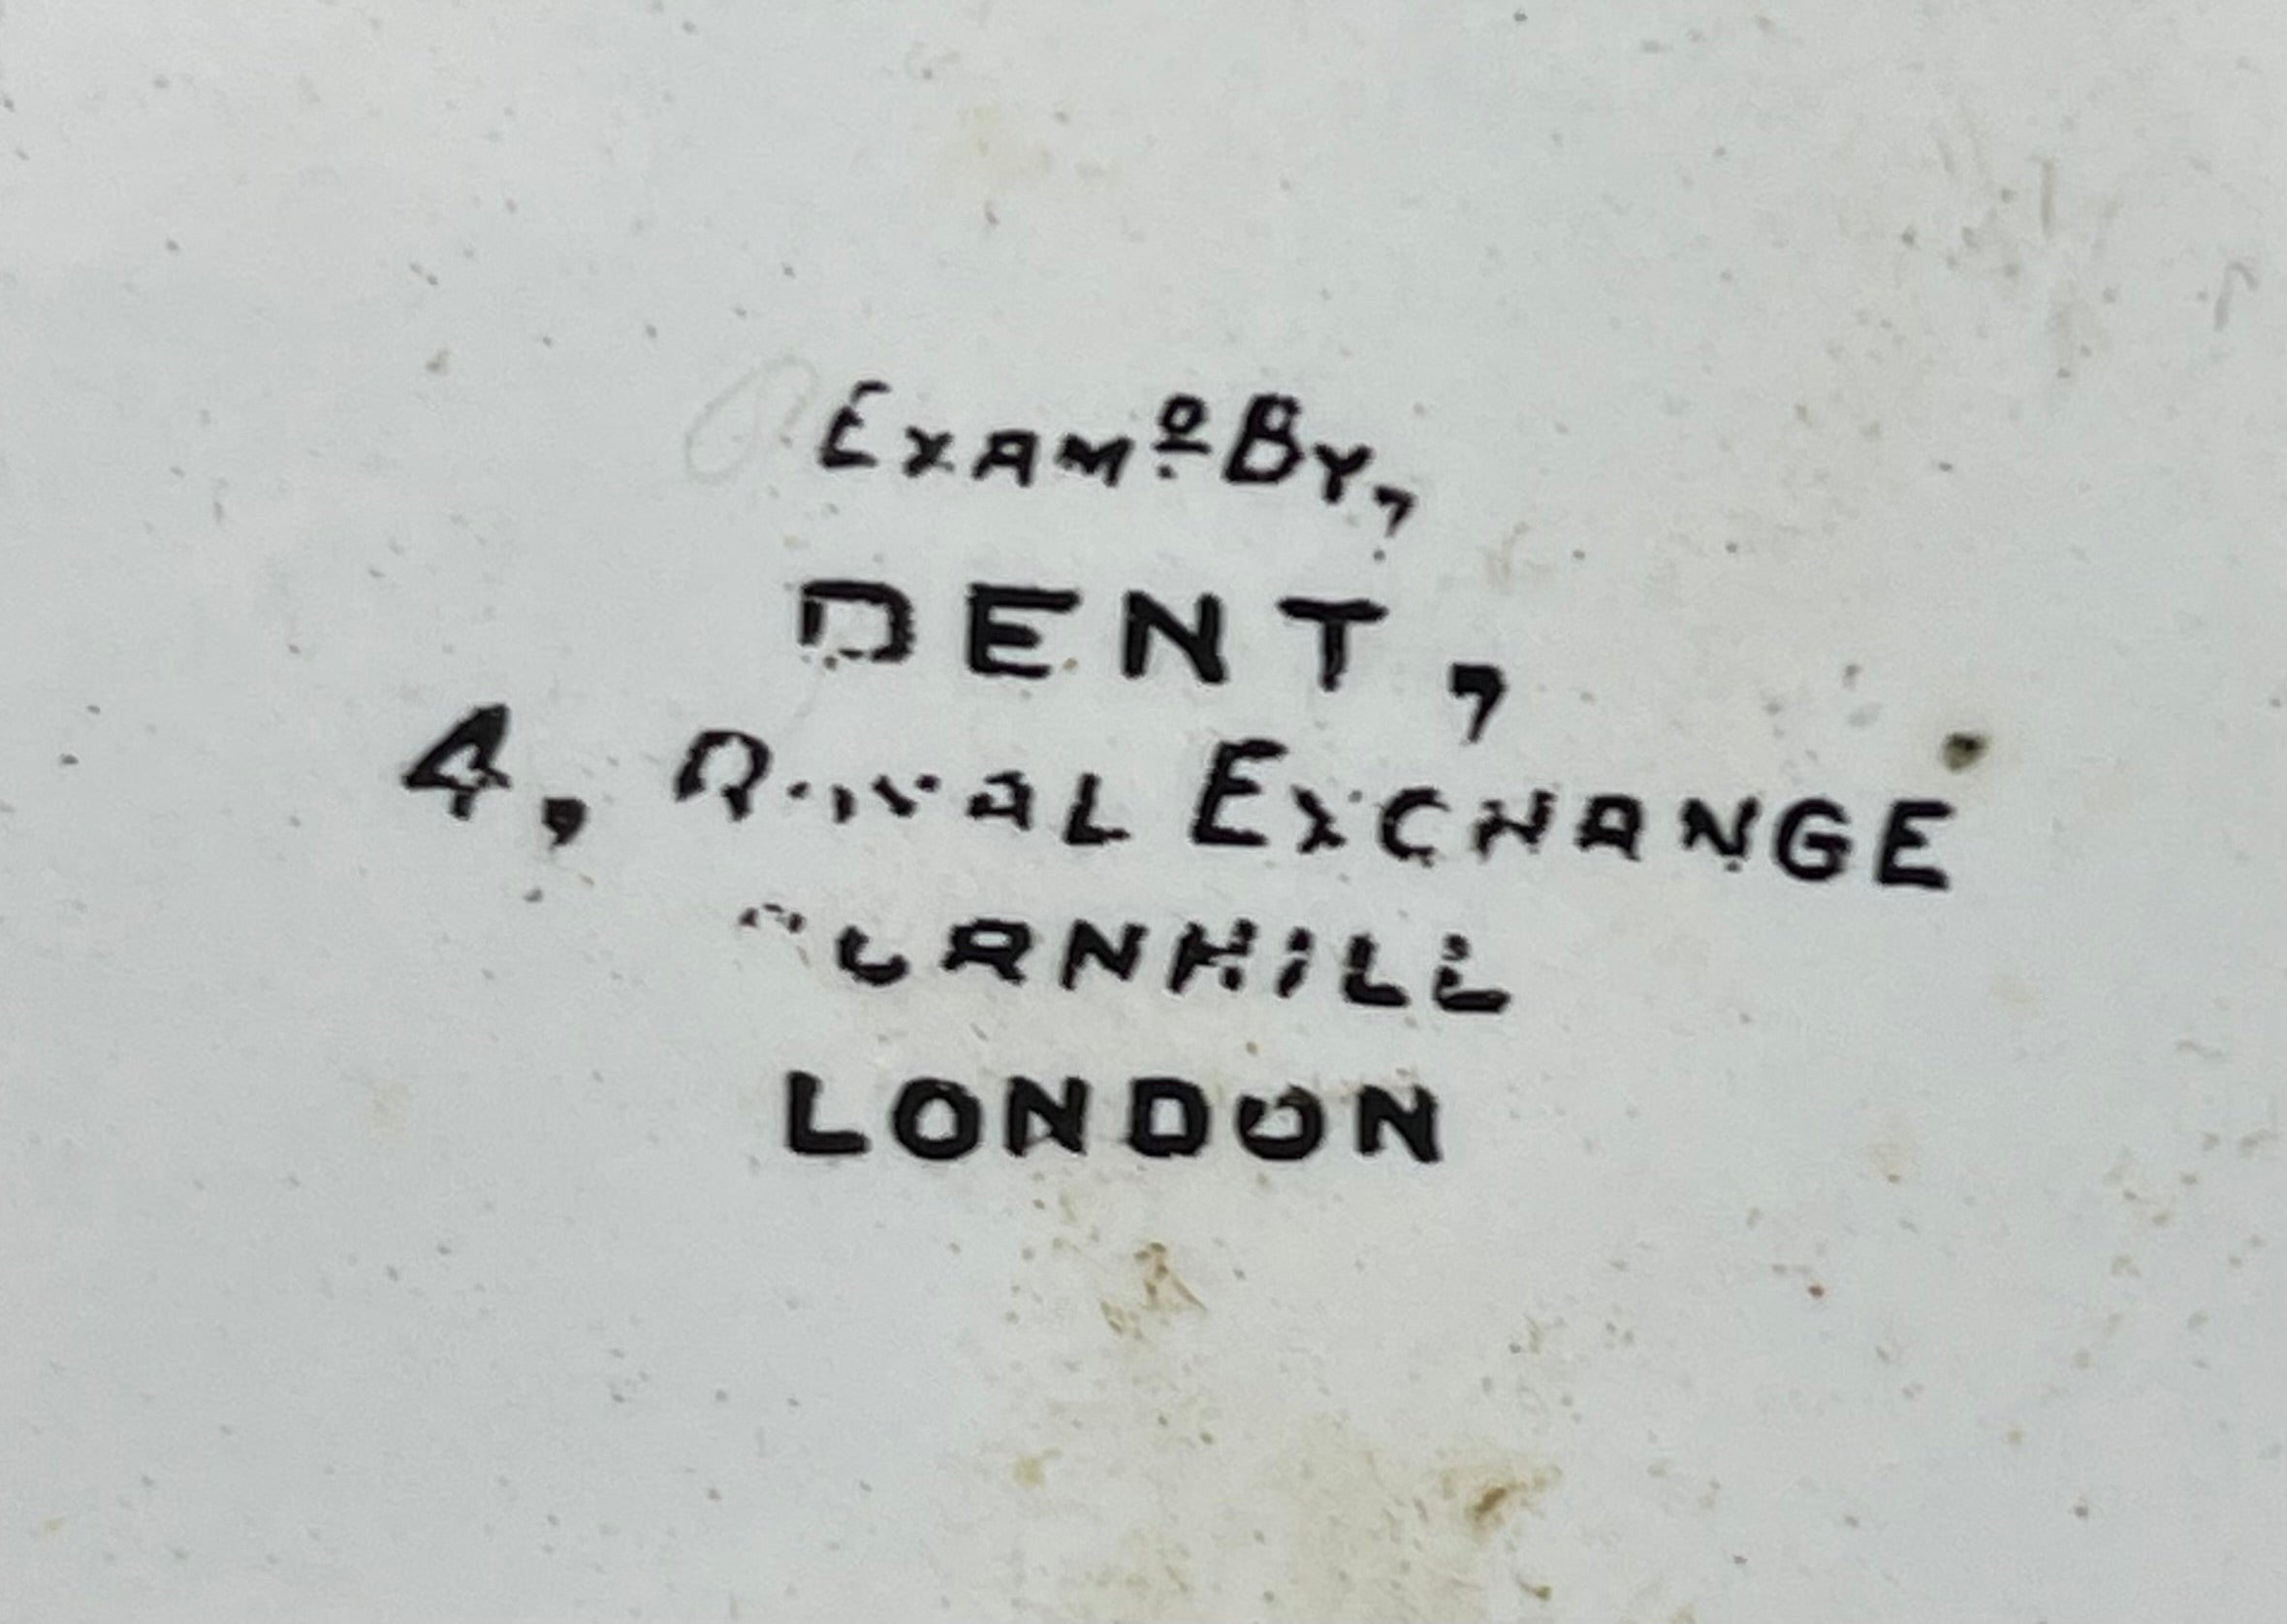 Examᴰ By,
DENT,
4, Royal Exchange
Cornhill
LONDON